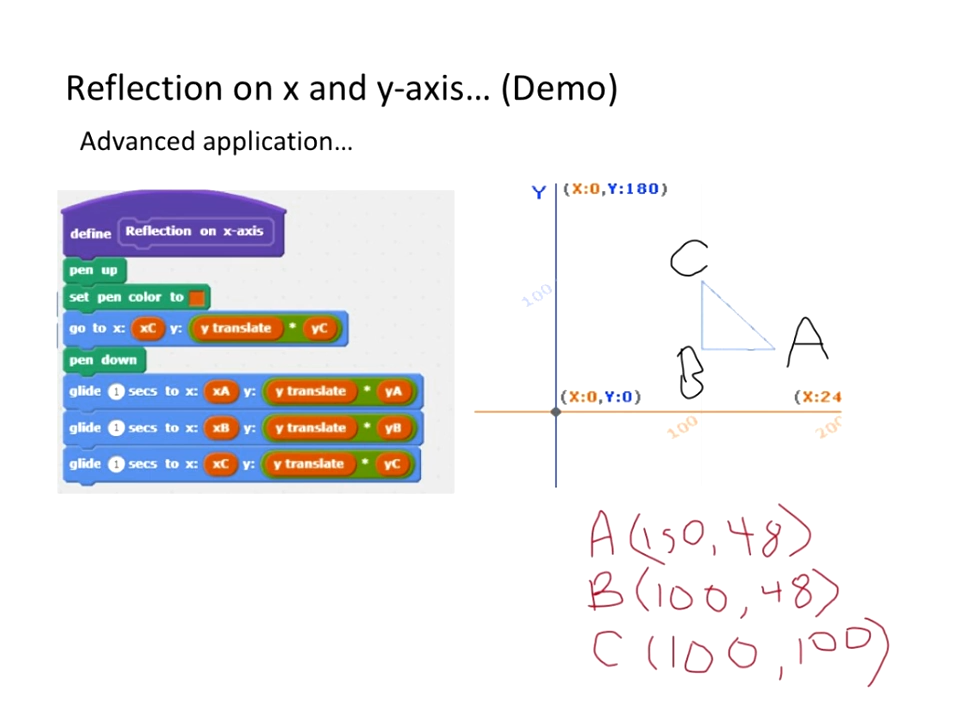 Reflection on x and y-axis... (Demo)
Advanced application...
define Reflection on x-axis
pen up
set pen color to
go to x: xC y: y translate * yC
pen down
glide 1 secs to x: xA y: y translate * yA
glide 1 secs to x: xB y: y translate * yB
glide 1 secs to x: xC y: y translate * yC
Y (X:0,Y:180)
C
100
A
B
(X:0,Y:0) (X:24
100 200
A(150,48)
B(100,48)
C(100,100)